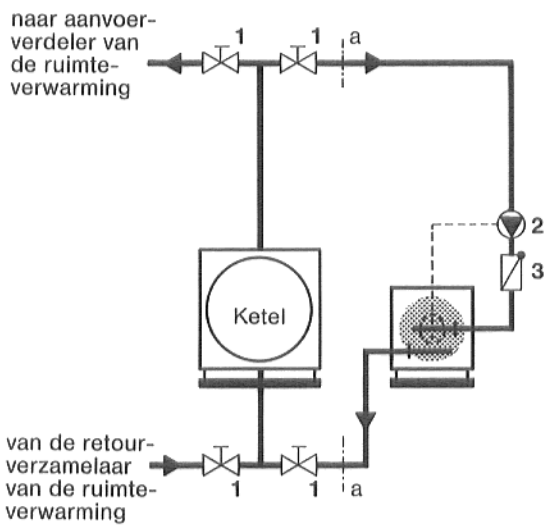 naar aanvoer-
verdeler van
de ruimte-
verwarming
1
1
a
2
3
Ketel
van de retour-
verzamelaar
van de ruimte-
verwarming
1
1
a